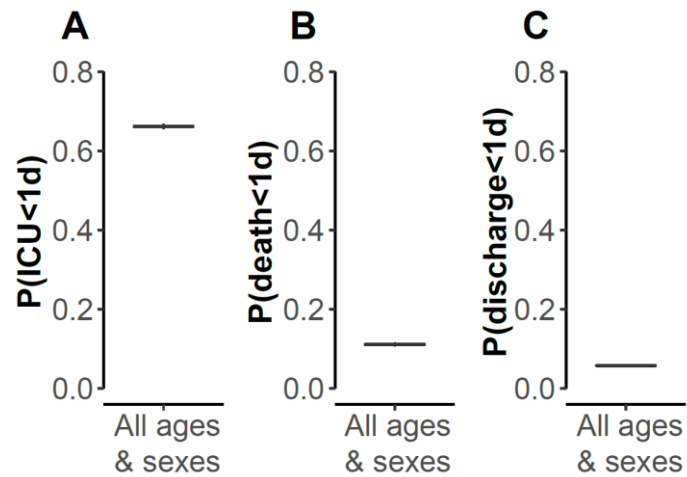 A
P(ICU<1d)
0.8
0.6
0.4
0.2
0.0
All ages
& sexes
B
P(death<1d)
0.8
0.6
0.4
0.2
0.0
All ages
& sexes
C
P(discharge<1d)
0.8
0.6
0.4
0.2
0.0
All ages
& sexes